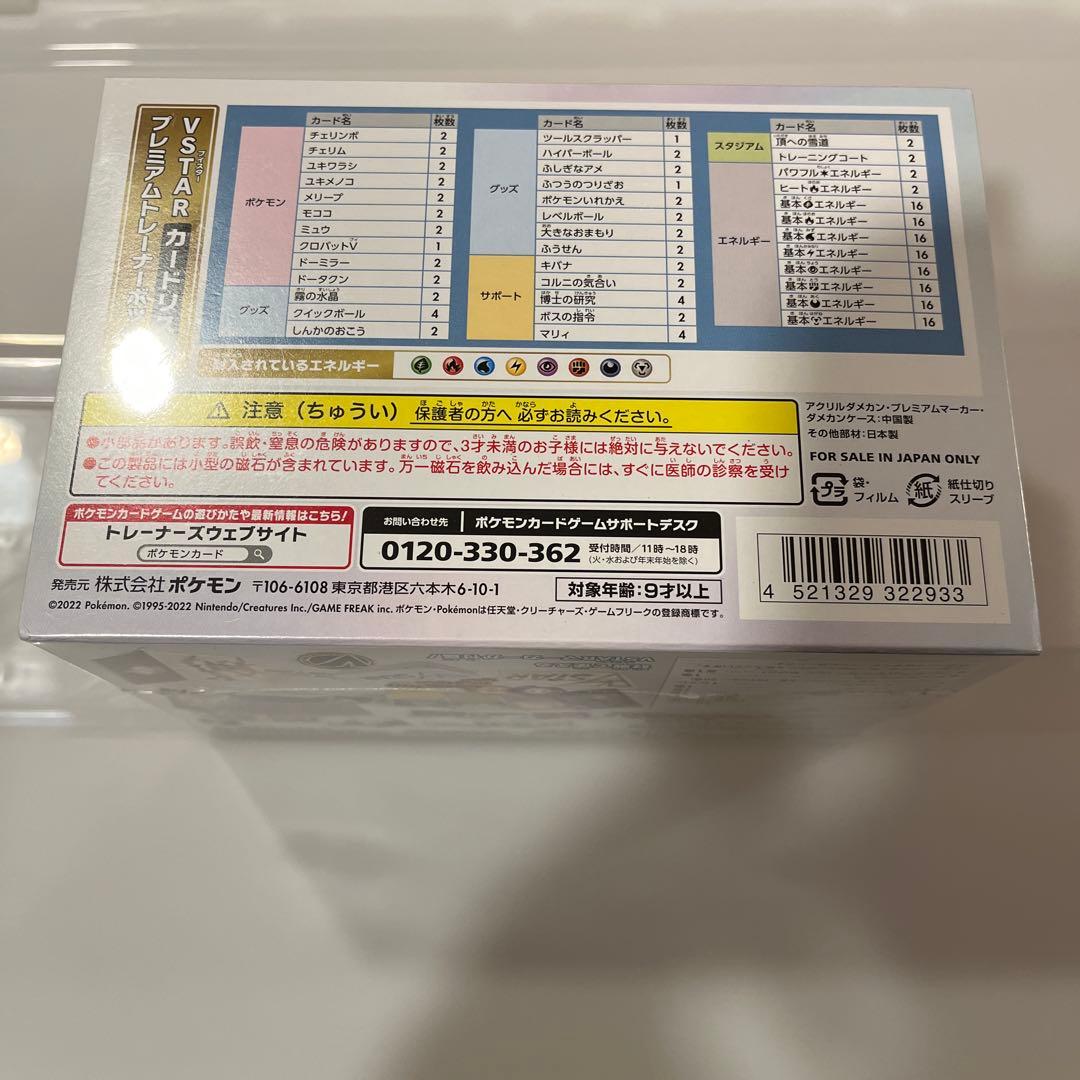 VSTAR カードリス
プレミアムトレーナーボッ
カード名 枚数
ポケモン
チェリンボ 2
チェリム 2
ユキワラシ 2
ユキメノコ 2
メリープ 2
モココ 2
ミュウ 2
クロバットV 1
ドーミラー 2
ドータクン 2
グッズ
霧の水晶 2
クイックボール 4
しんかのおこう 2
カード名 枚数
グッズ
ツールスクラッパー 1
ハイパーボール 2
ふしぎなアメ 2
ふつうのつりざお 1
ポケモンいれかえ 2
レベルボール 2
大きなおまもり 2
ふうせん 2
サポート
キバナ 2
コルニの気合い 2
博士の研究 4
ボスの指令 2
マリィ 4
カード名 枚数
スタジアム
頂への雪道 2
トレーニングコート 2
エネルギー
パワフルエネルギー 2
ヒートエネルギー 2
基本エネルギー 16
基本エネルギー 16
基本エネルギー 16
基本エネルギー 16
基本エネルギー 16
基本エネルギー 16
基本エネルギー 16
基本エネルギー 16
入されているエネルギー
注意(ちゅうい) 保護者の方へ 必ずお読みください。
●小部品があります。誤飲・窒息の危険がありますので、3才未満のお子様には絶対に与えないでください。
●この製品には小型の磁石が含まれています。万一磁石を飲み込んだ場合には、すぐに医師の診察を受け
てください。
アクリルダメカン・プレミアムマーカー・
ダメカンケース:中国製
その他部材:日本製
FOR SALE IN JAPAN ONLY
プラ 袋・
フィルム
紙 紙仕切り
スリーブ
ポケモンカードゲームの遊びかたや最新情報はこちら!
トレーナーズウェブサイト
ポケモンカード
お問い合わせ先 ポケモンカードゲームサポートデスク
0120-330-362 受付時間/11時~18時
(火・水および年末年始を除く)
発売元 株式会社ポケモン 〒106-6108 東京都港区六本木6-10-1
対象年齢:9才以上
©2022 Pokémon. ©1995-2022 Nintendo/Creatures Inc./GAME FREAK inc. ポケモン・Pokémonは任天堂・クリーチャーズ・ゲームフリークの登録商標です。
4 521329 322933